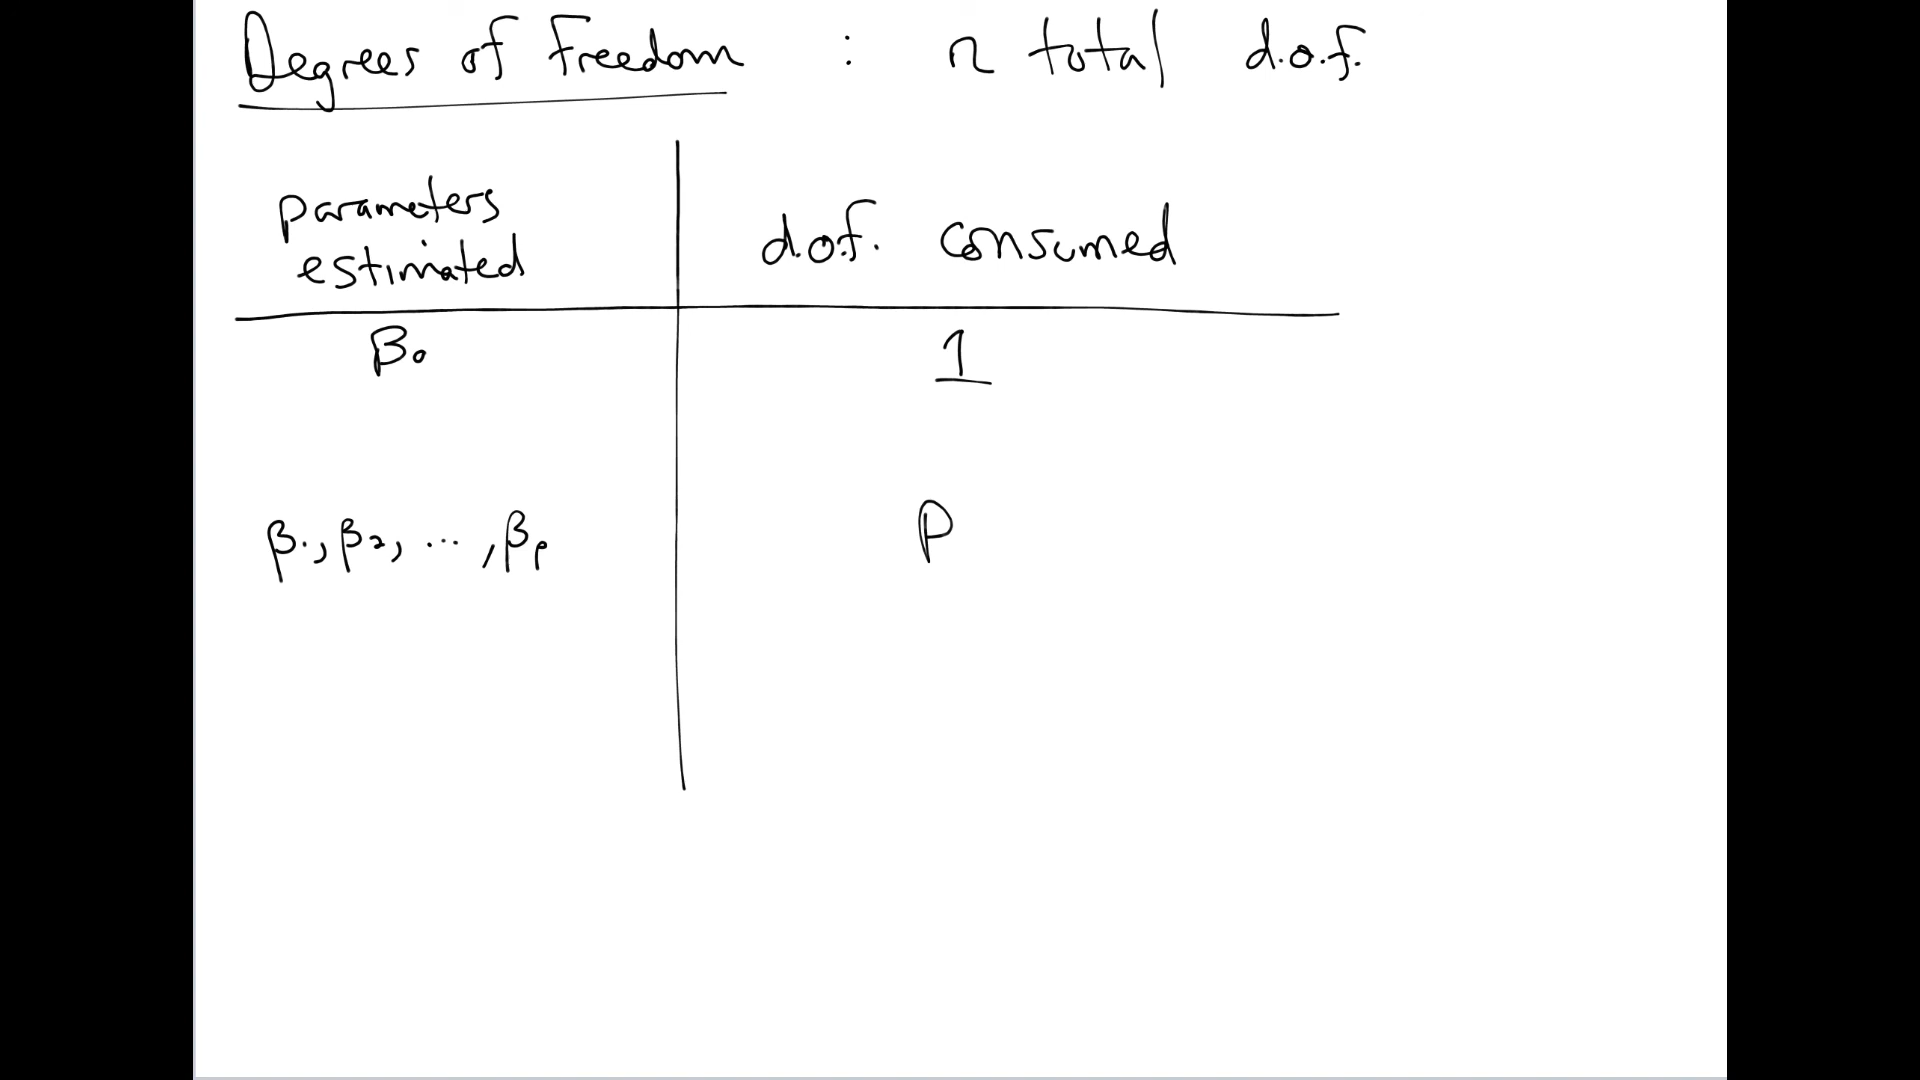 Degrees of Freedom : n total d.o.f.
parameters
estimated
d.o.f. consumed
β₀
1
β₁, β₂, ..., βₚ
P